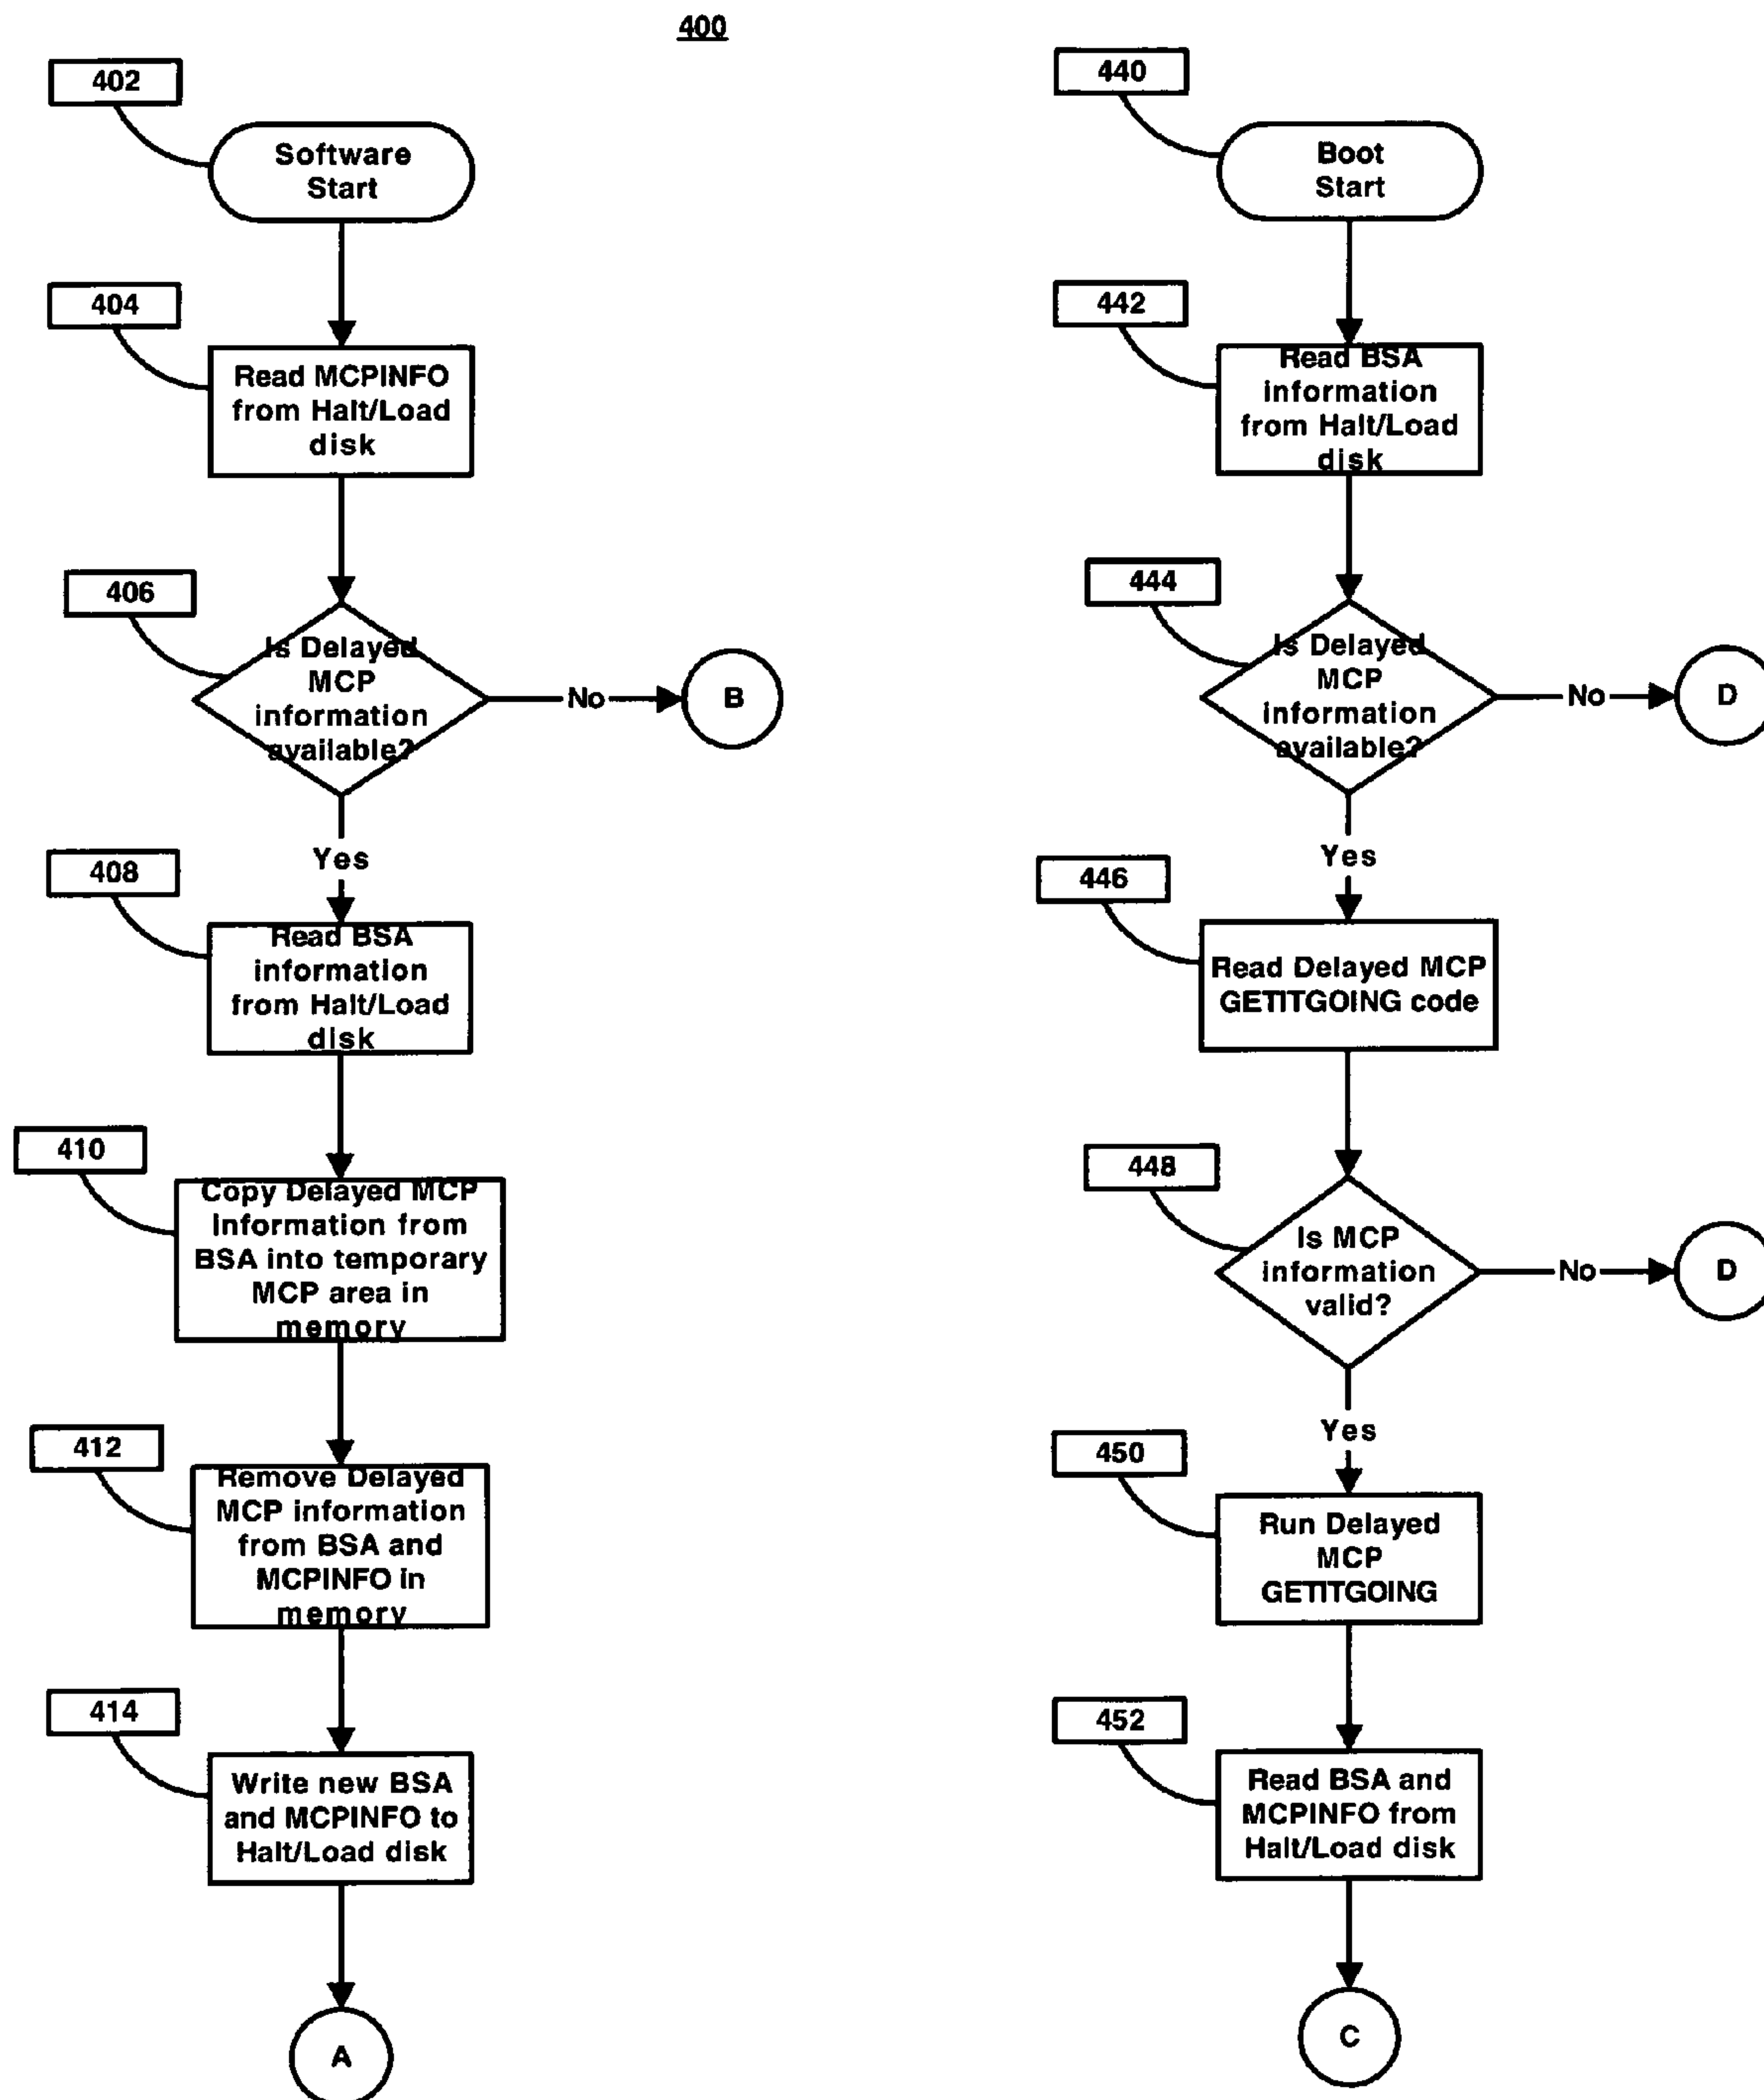 400
402
Software
Start
404
Read MCPINFO
from Halt/Load
disk
406
Is Delayed
MCP
information
available?
No
B
Yes
408
Read BSA
information
from Halt/Load
disk
410
Copy Delayed MCP
Information from
BSA into temporary
MCP area in
memory
412
Remove Delayed
MCP information
from BSA and
MCPINFO in
memory
414
Write new BSA
and MCPINFO to
Halt/Load disk
A
440
Boot
Start
442
Read BSA
information
from Halt/Load
disk
444
Is Delayed
MCP
information
available?
No
D
Yes
446
Read Delayed MCP
GETITGOING code
448
Is MCP
information
valid?
No
D
Yes
450
Run Delayed
MCP
GETITGOING
452
Read BSA and
MCPINFO from
Halt/Load disk
C